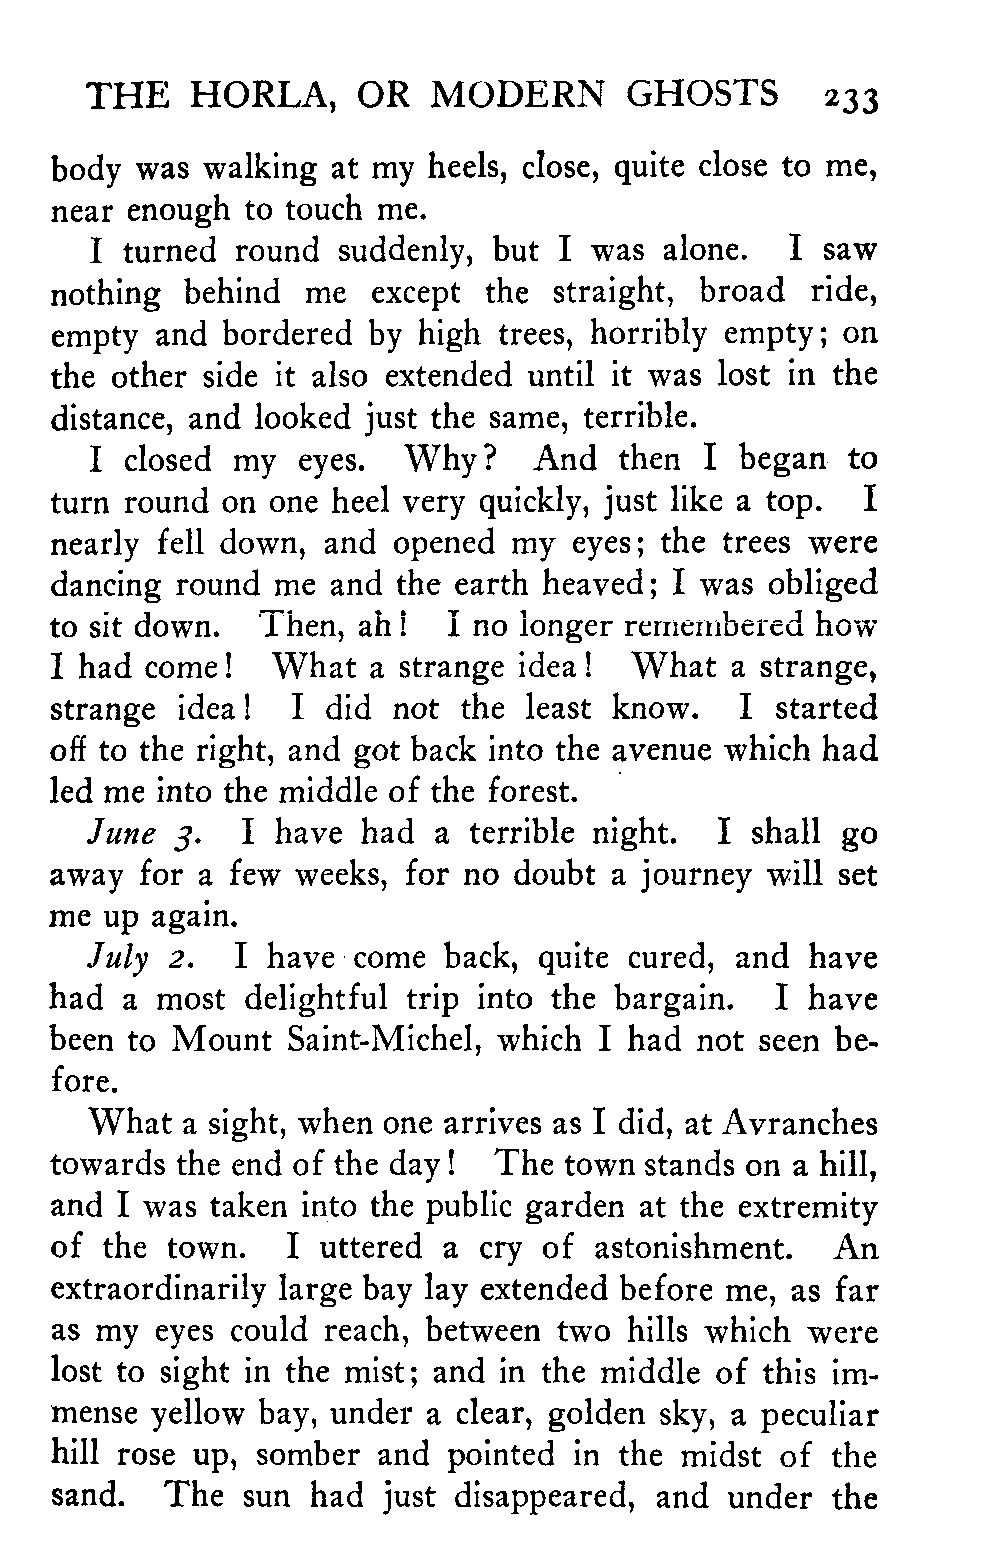 THE HORLA, OR MODERN GHOSTS 233
body was walking at my heels, close, quite close to me,
near enough to touch me.
I turned round suddenly, but I was alone. I saw
nothing behind me except the straight, broad ride,
empty and bordered by high trees, horribly empty; on
the other side it also extended until it was lost in the
distance, and looked just the same, terrible.
I closed my eyes. Why? And then I began to
turn round on one heel very quickly, just like a top. I
nearly fell down, and opened my eyes; the trees were
dancing round me and the earth heaved; I was obliged
to sit down. Then, ah! I no longer remembered how
I had come! What a strange idea! What a strange,
strange idea! I did not the least know. I started
off to the right, and got back into the avenue which had
led me into the middle of the forest.
June 3. I have had a terrible night. I shall go
away for a few weeks, for no doubt a journey will set
me up again.
July 2. I have come back, quite cured, and have
had a most delightful trip into the bargain. I have
been to Mount Saint-Michel, which I had not seen be-
fore.
What a sight, when one arrives as I did, at Avranches
towards the end of the day! The town stands on a hill,
and I was taken into the public garden at the extremity
of the town. I uttered a cry of astonishment. An
extraordinarily large bay lay extended before me, as far
as my eyes could reach, between two hills which were
lost to sight in the mist; and in the middle of this im-
mense yellow bay, under a clear, golden sky, a peculiar
hill rose up, somber and pointed in the midst of the
sand. The sun had just disappeared, and under the